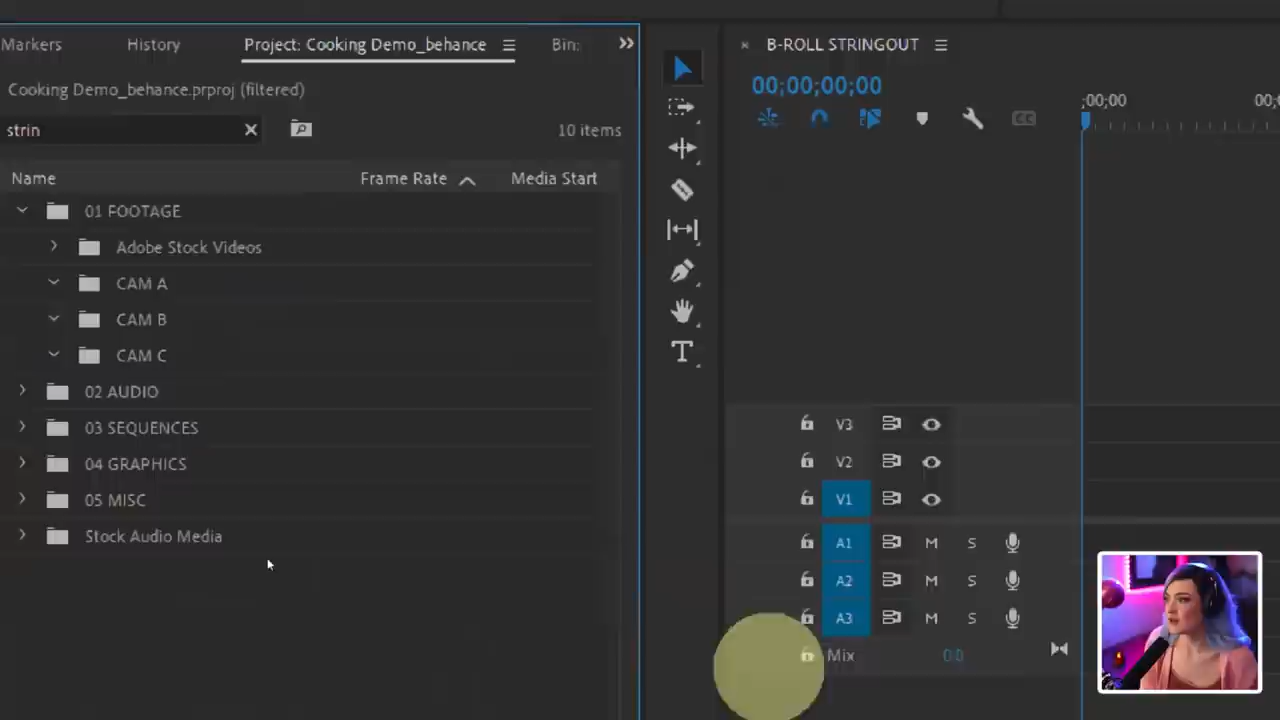 Markers History Project: Cooking Demo_behance Bin:
Cooking Demo_behance.prproj (filtered)
strin
10 items
Name Frame Rate Media Start
01 FOOTAGE
Adobe Stock Videos
CAM A
CAM B
CAM C
02 AUDIO
03 SEQUENCES
04 GRAPHICS
05 MISC
Stock Audio Media
B-ROLL STRINGOUT
00;00;00;00
;00;00
CC
V3
V2
V1
A1 M S
A2 M S
A3 M S
Mix 0.0